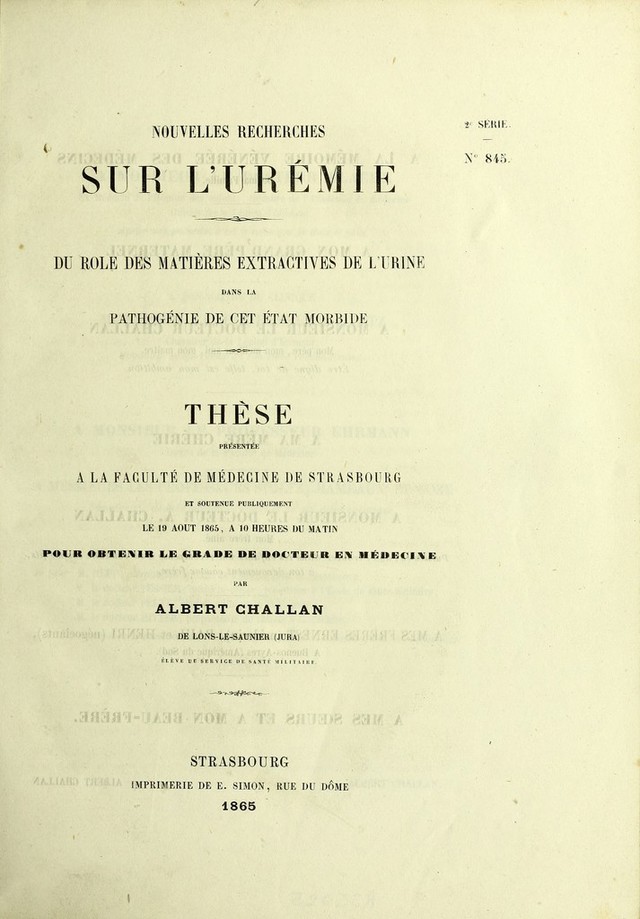 NOUVELLES RECHERCHES
SUR L'URÉMIE
2e SÉRIE.
N° 845.
DU ROLE DES MATIÈRES EXTRACTIVES DE L'URINE
DANS LA
PATHOGÉNIE DE CET ÉTAT MORBIDE
THÈSE
PRÉSENTÉE
A LA FACULTÉ DE MÉDECINE DE STRASBOURG
ET SOUTENUE PUBLIQUEMENT
LE 19 AOUT 1865, A 10 HEURES DU MATIN
POUR OBTENIR LE GRADE DE DOCTEUR EN MÉDECINE
PAR
ALBERT CHALLAN
DE LONS-LE-SAUNIER (JURA)
ÉLÈVE DE SERVICE DE SANTÉ MILITAIRE.
STRASBOURG
IMPRIMERIE DE E. SIMON, RUE DU DÔME
1865